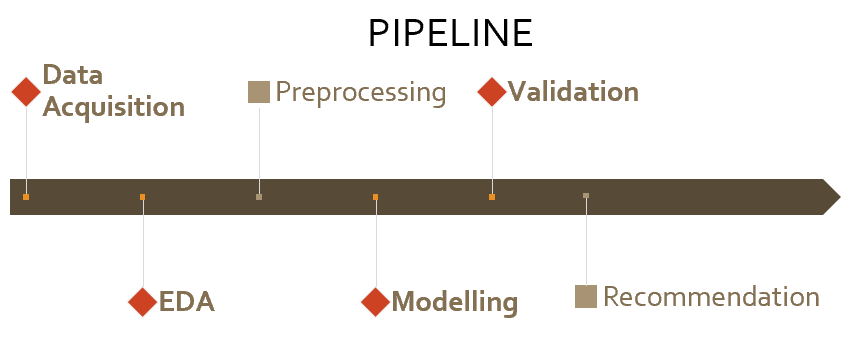 PIPELINE
Data
Acquisition
Preprocessing
Validation
EDA
Modelling
Recommendation